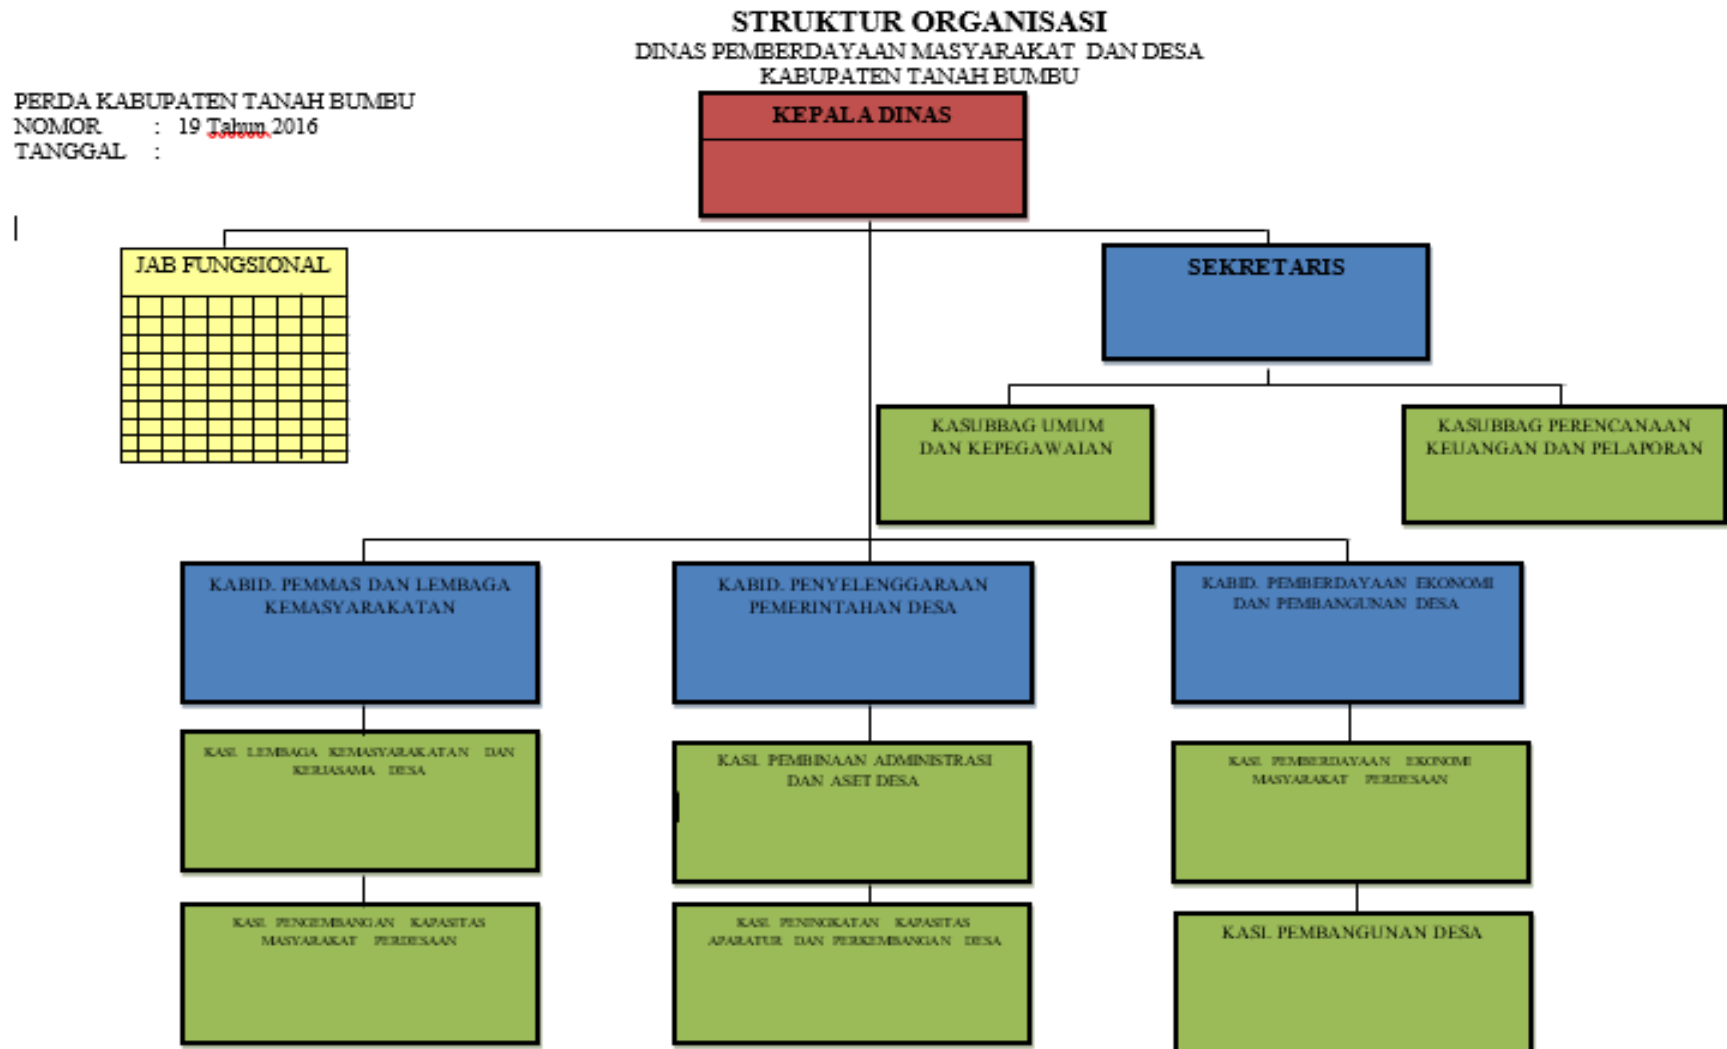 STRUKTUR ORGANISASI
DINAS PEMBERDAYAAN MASYARAKAT DAN DESA
KABUPATEN TANAH BUMBU
PERDA KABUPATEN TANAH BUMBU
NOMOR : 19 Tahun 2016
TANGGAL :
KEPALA DINAS
JAB FUNGSIONAL
SEKRETARIS
KASUBBAG UMUM
DAN KEPEGAWAIAN
KASUBBAG PERENCANAAN
KEUANGAN DAN PELAPORAN
KABID. PEMMAS DAN LEMBAGA
KEMASYARAKATAN
KABID. PENYELENGGARAAN
PEMERINTAHAN DESA
KABID. PEMBERDAYAAN EKONOMI
DAN PEMBANGUNAN DESA
KASI. LEMBAGA KEMASYARAKATAN DAN
KERJASAMA DESA
KASI. PEMBINAAN ADMINISTRASI
DAN ASET DESA
KASI. PEMBERDAYAAN EKONOMI
MASYARAKAT PERDESAAN
KASI. PENGEMBANGAN KAPASITAS
MASYARAKAT PERDESAAN
KASI. PENINGKATAN KAPASITAS
APARATUR DAN PERKEMBANGAN DESA
KASI. PEMBANGUNAN DESA